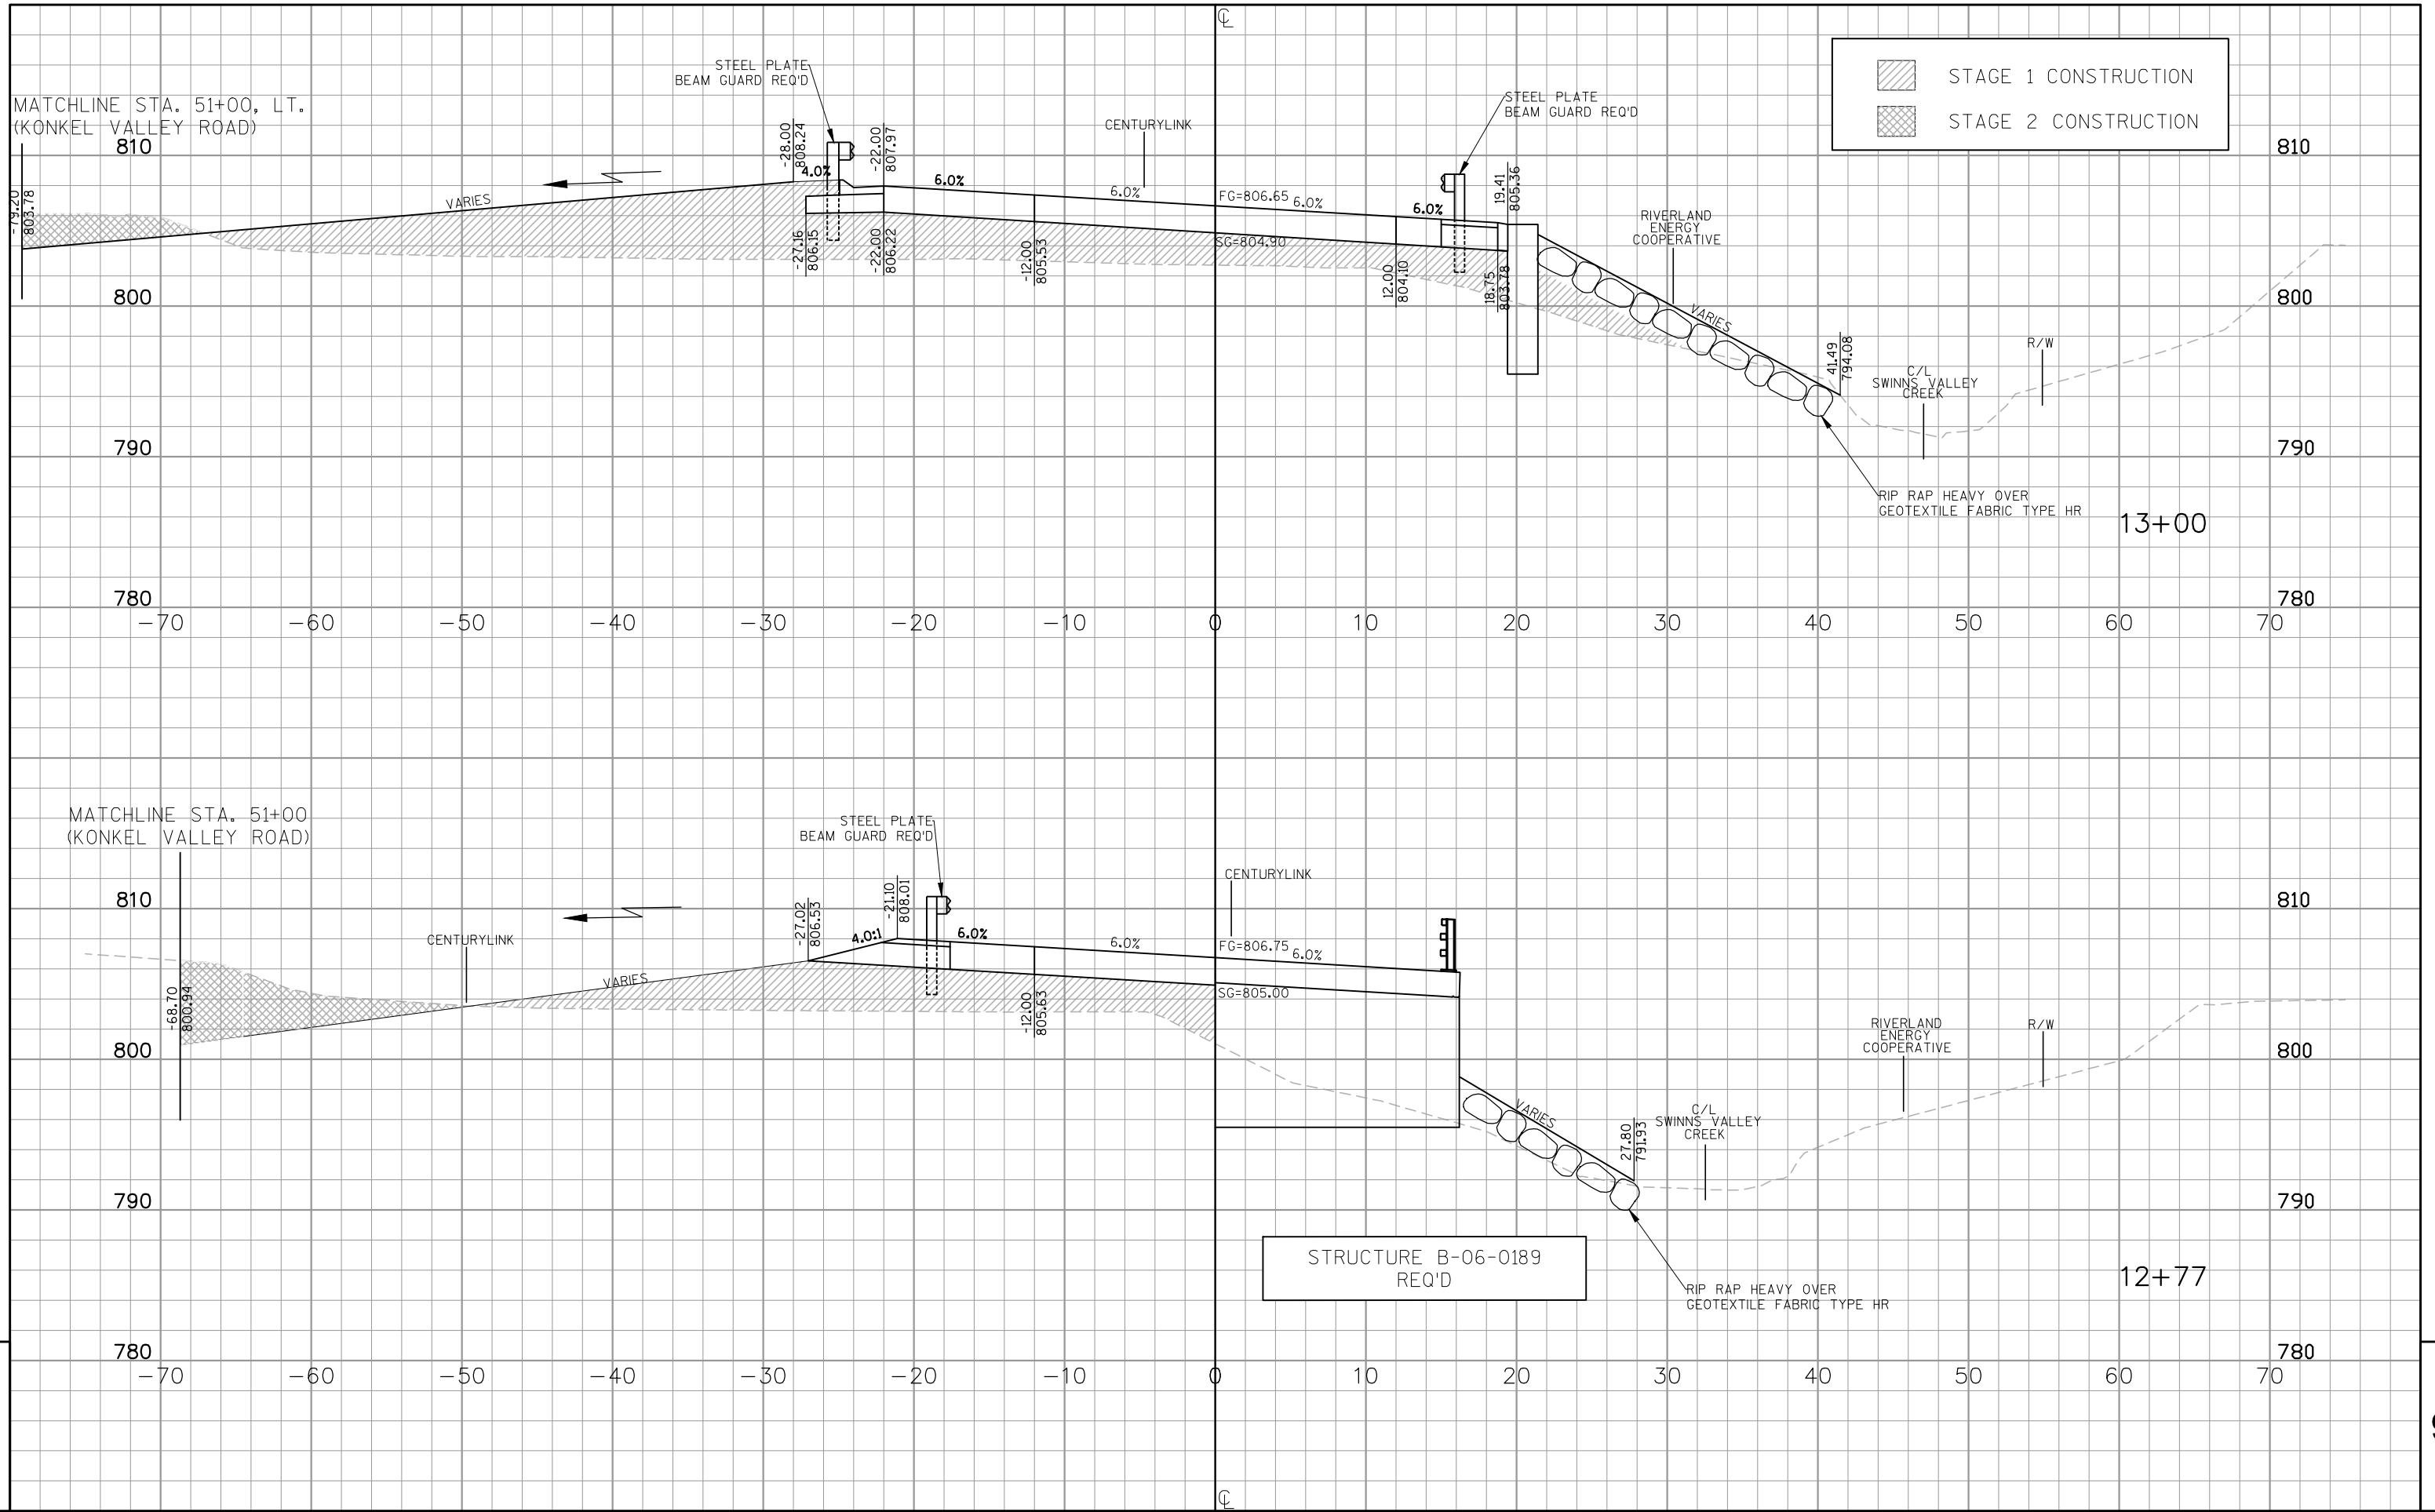 ℄
STAGE 1 CONSTRUCTION
STAGE 2 CONSTRUCTION
MATCHLINE STA. 51+00, LT.
(KONKEL VALLEY ROAD)
STEEL PLATE
BEAM GUARD REQ'D
CENTURYLINK
STEEL PLATE
BEAM GUARD REQ'D
810
810
-79.20
803.78
VARIES
-28.00
808.24
4.0%
-22.00
807.97
6.0%
6.0%
FG=806.65
6.0%
6.0%
19.41
805.36
RIVERLAND
ENERGY
COOPERATIVE
-27.16
806.15
-22.00
806.22
-12.00
805.53
SG=804.90
12.00
804.10
18.75
803.78
800
800
VARIES
41.49
794.08
C/L
SWINNS VALLEY
CREEK
R/W
790
790
RIP RAP HEAVY OVER
GEOTEXTILE FABRIC TYPE HR
13+00
780
780
-70 -60 -50 -40 -30 -20 -10 0 10 20 30 40 50 60 70
MATCHLINE STA. 51+00
(KONKEL VALLEY ROAD)
STEEL PLATE
BEAM GUARD REQ'D
CENTURYLINK
810
810
CENTURYLINK
-27.02
806.53
4.0:1
-21.10
808.01
6.0%
6.0%
FG=806.75
6.0%
VARIES
-68.70
800.94
-12.00
805.63
SG=805.00
RIVERLAND
ENERGY
COOPERATIVE
R/W
800
800
VARIES
27.80
791.93
C/L
SWINNS VALLEY
CREEK
790
790
STRUCTURE B-06-0189
REQ'D
RIP RAP HEAVY OVER
GEOTEXTILE FABRIC TYPE HR
12+77
780
780
-70 -60 -50 -40 -30 -20 -10 0 10 20 30 40 50 60 70
℄